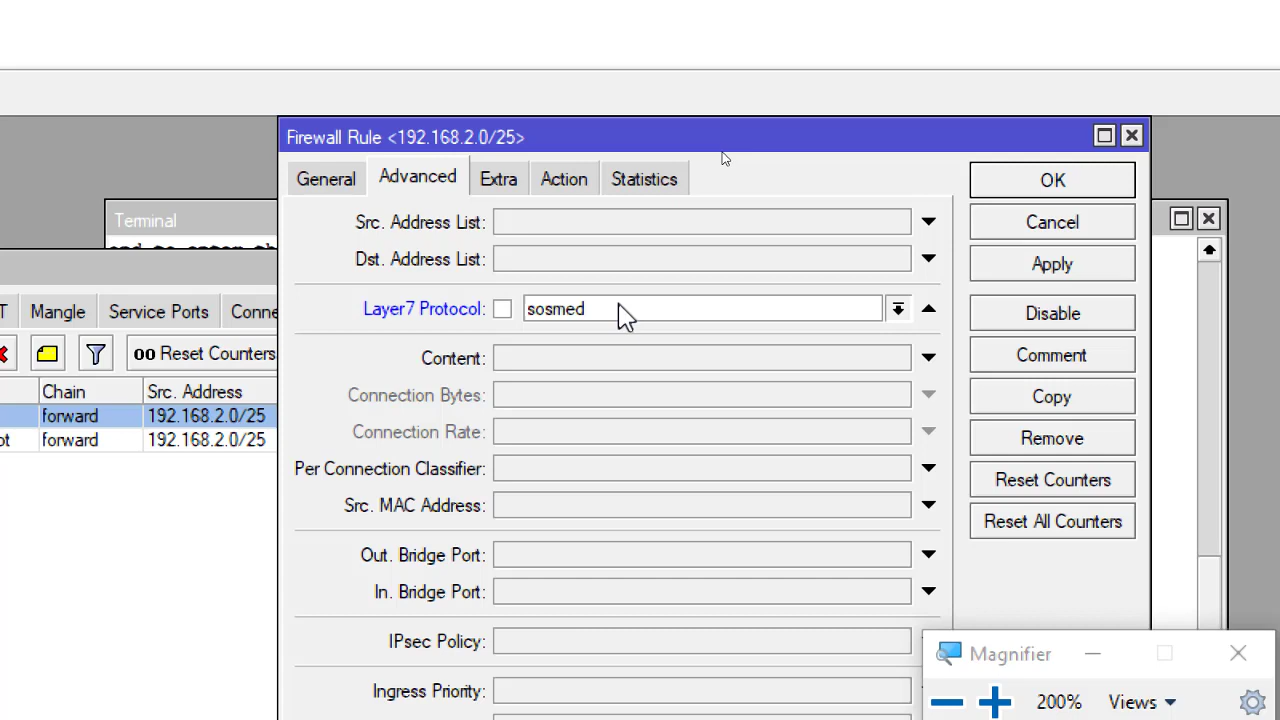 Firewall Rule <192.168.2.0/25>
General Advanced Extra Action Statistics
OK
Src. Address List:
Cancel
Dst. Address List:
Apply
Layer7 Protocol: sosmed
Disable
Content:
Comment
Connection Bytes:
Copy
Connection Rate:
Remove
Per Connection Classifier:
Reset Counters
Src. MAC Address:
Reset All Counters
Out. Bridge Port:
In. Bridge Port:
IPsec Policy:
Ingress Priority:
Terminal
T Mangle Service Ports Conne
00 Reset Counters
Chain Src. Address
forward 192.168.2.0/25
ot forward 192.168.2.0/25
Magnifier
200% Views